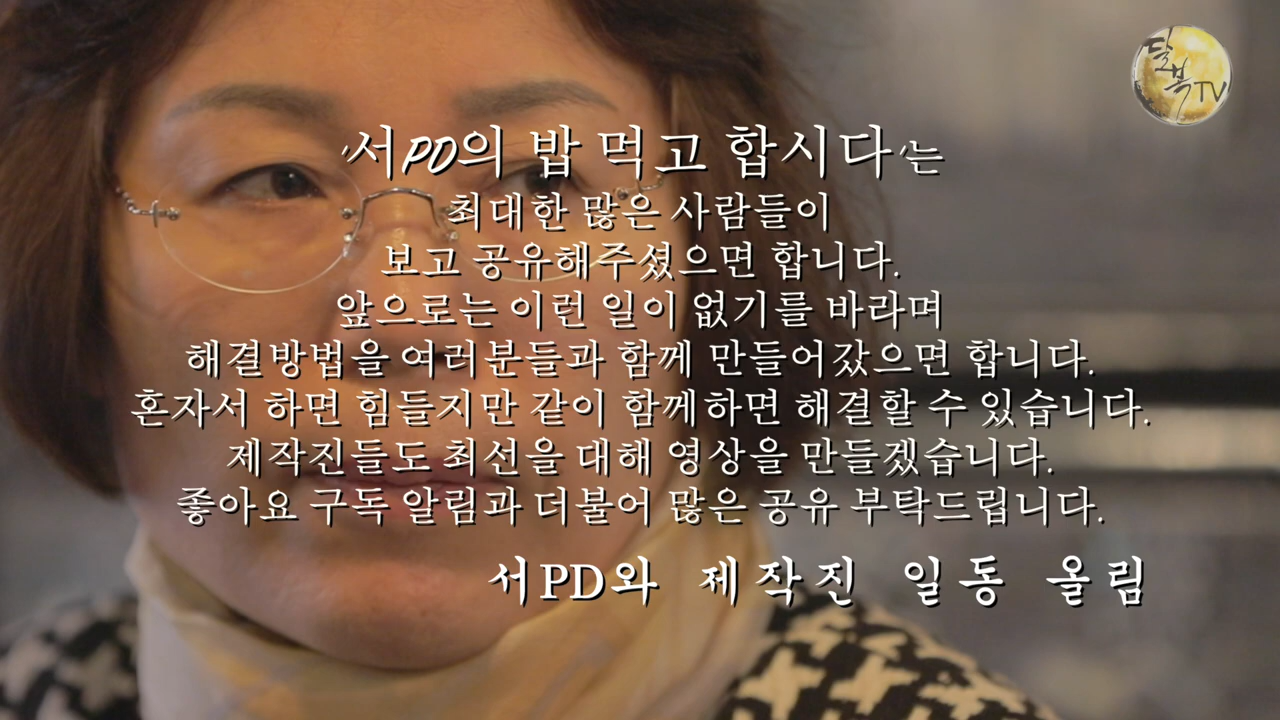 달북TV
'서PD의 밥 먹고 합시다'는
최대한 많은 사람들이
보고 공유해주셨으면 합니다.
앞으로는 이런 일이 없기를 바라며
해결방법을 여러분들과 함께 만들어갔으면 합니다.
혼자서 하면 힘들지만 같이 함께하면 해결할 수 있습니다.
제작진들도 최선을 대해 영상을 만들겠습니다.
좋아요 구독 알림과 더불어 많은 공유 부탁드립니다.
서PD와 제작진 일동 올림